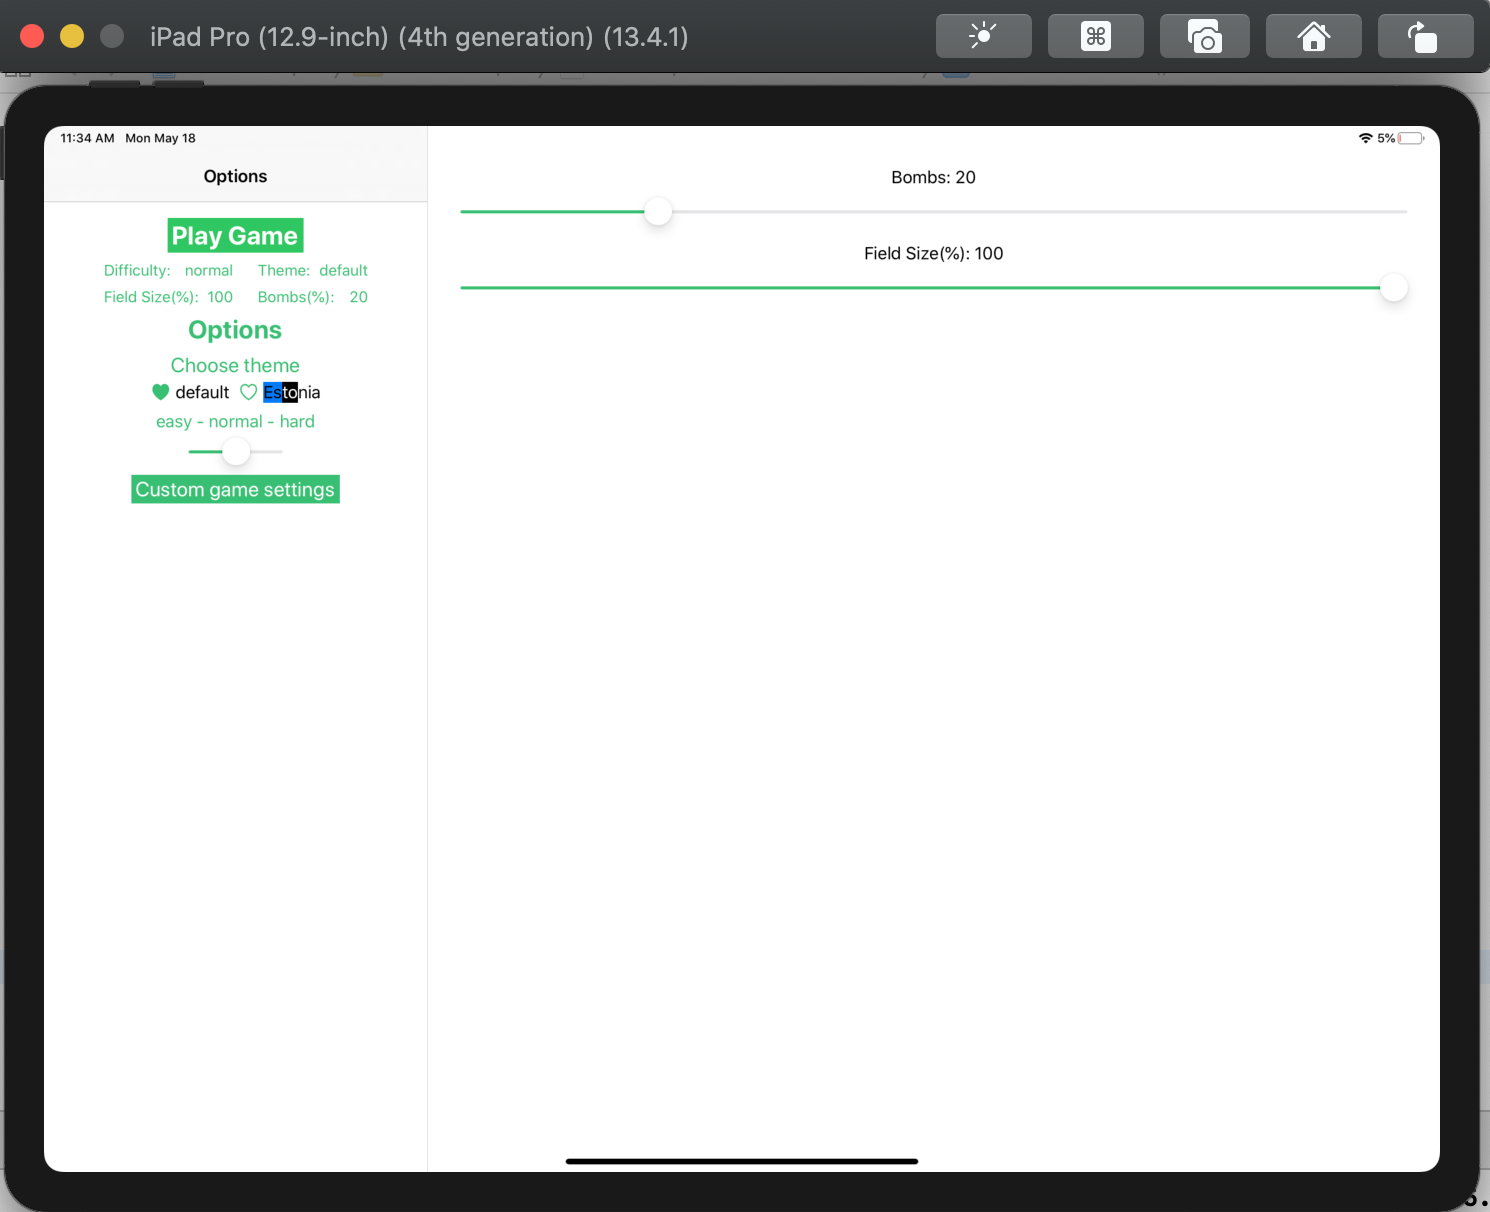 iPad Pro (12.9-inch) (4th generation) (13.4.1)
11:34 AM Mon May 18
5%
Options
Play Game
Difficulty: normal Theme: default
Field Size(%): 100 Bombs(%): 20
Options
Choose theme
default Estonia
easy - normal - hard
Custom game settings
Bombs: 20
Field Size(%): 100